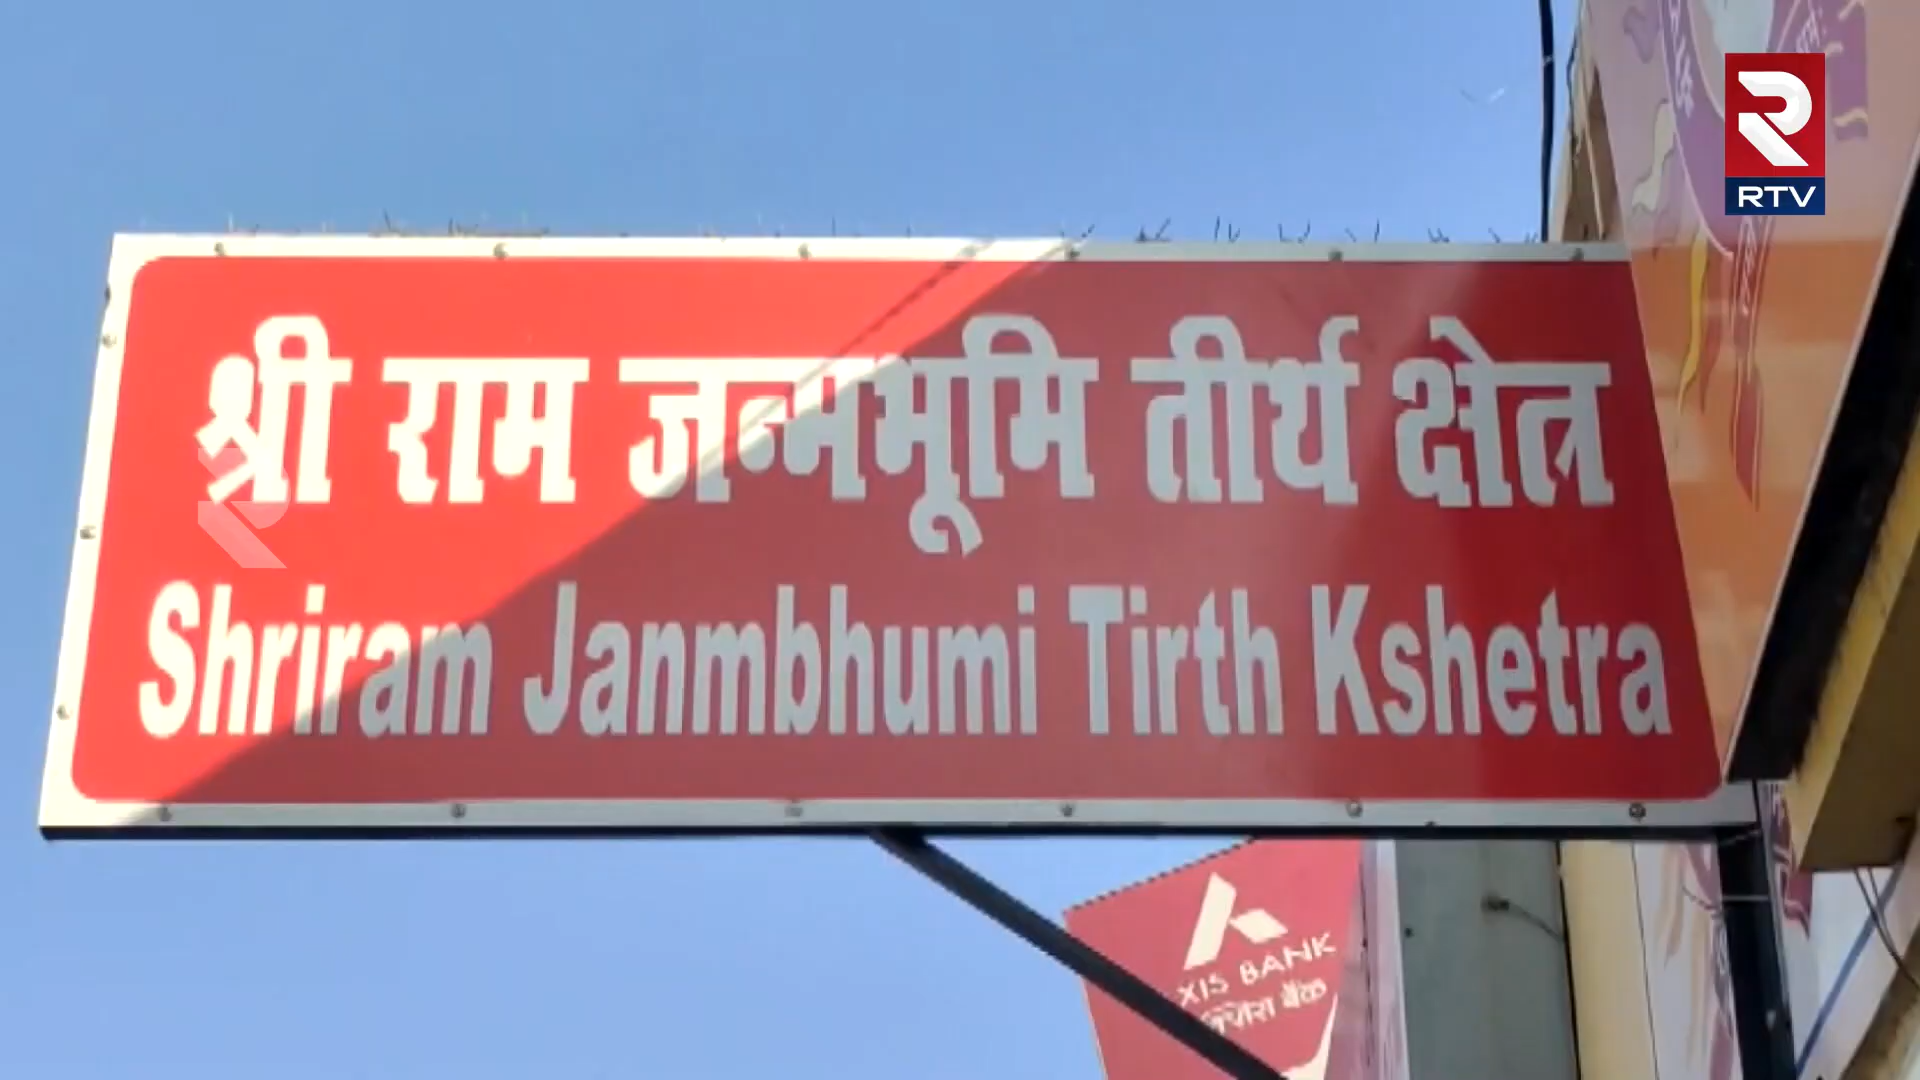 RTV
श्री राम जन्मभूमि तीर्थ क्षेत्र
Shriram Janmbhumi Tirth Kshetra
XIS BANK
बैंक